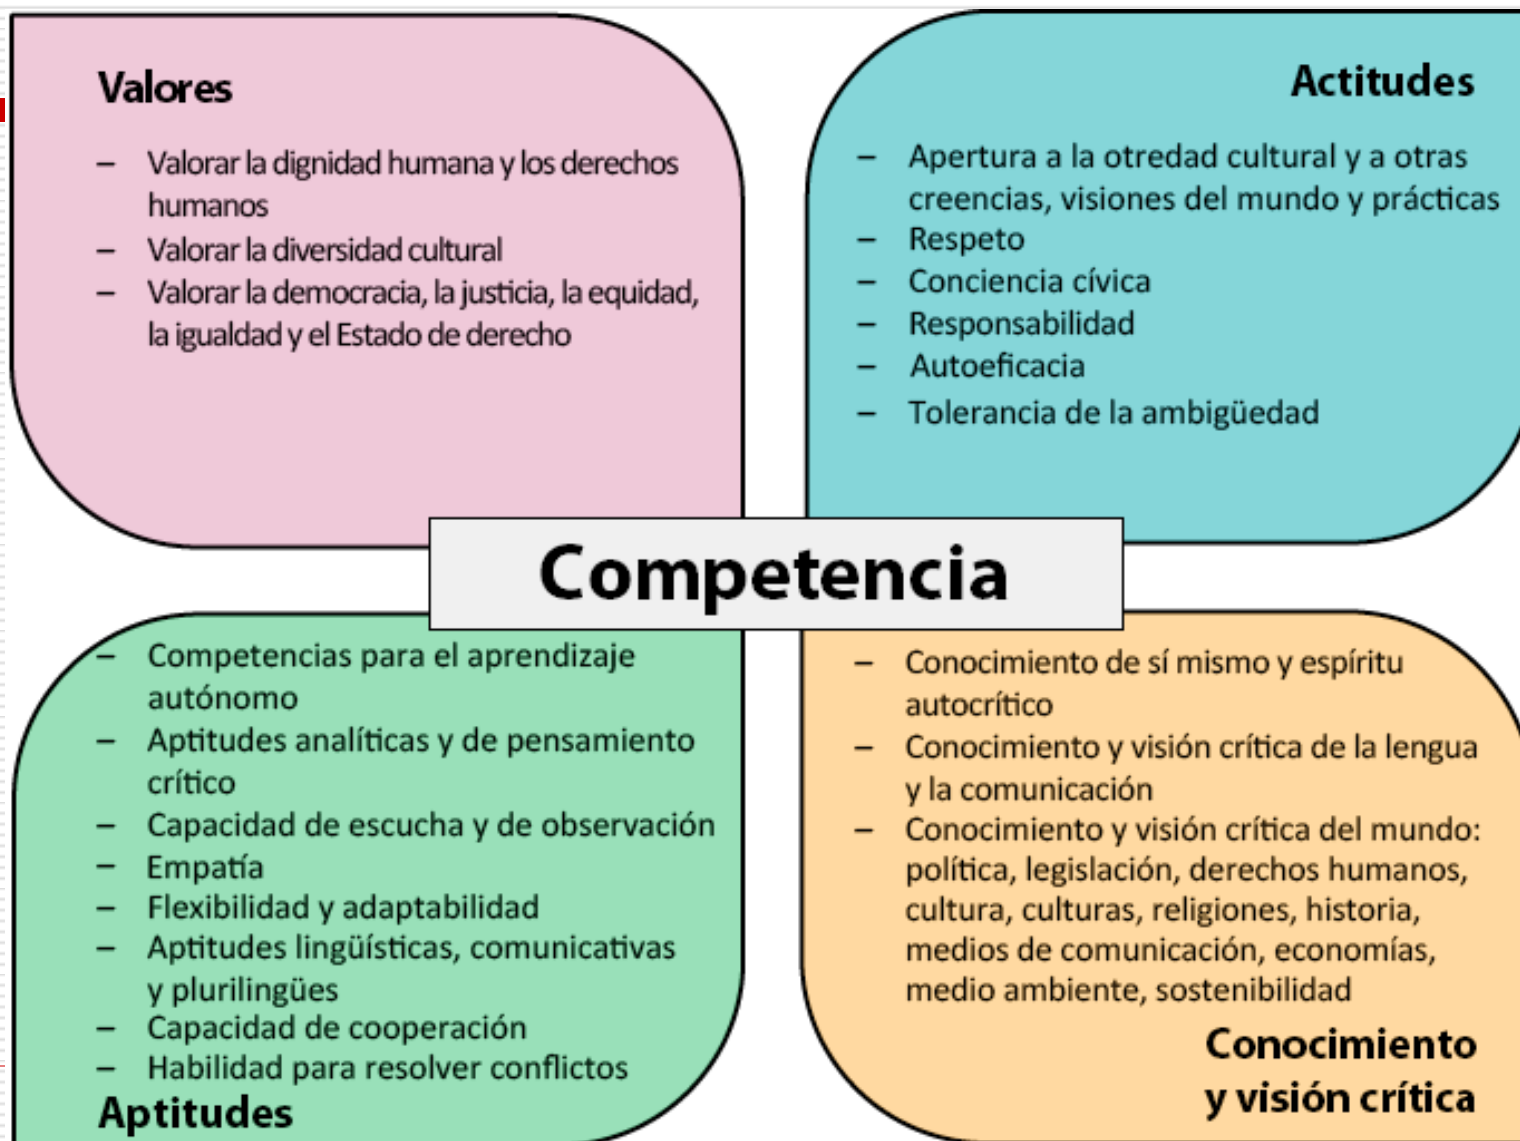 Valores
– Valorar la dignidad humana y los derechos
humanos
– Valorar la diversidad cultural
– Valorar la democracia, la justicia, la equidad,
la igualdad y el Estado de derecho
Actitudes
– Apertura a la otredad cultural y a otras
creencias, visiones del mundo y prácticas
– Respeto
– Conciencia cívica
– Responsabilidad
– Autoeficacia
– Tolerancia de la ambigüedad
Competencia
– Competencias para el aprendizaje
autónomo
– Aptitudes analíticas y de pensamiento
crítico
– Capacidad de escucha y de observación
– Empatía
– Flexibilidad y adaptabilidad
– Aptitudes lingüísticas, comunicativas
y plurilingües
– Capacidad de cooperación
– Habilidad para resolver conflictos
Aptitudes
– Conocimiento de sí mismo y espíritu
autocrítico
– Conocimiento y visión crítica de la lengua
y la comunicación
– Conocimiento y visión crítica del mundo:
política, legislación, derechos humanos,
cultura, culturas, religiones, historia,
medios de comunicación, economías,
medio ambiente, sostenibilidad
Conocimiento
y visión crítica